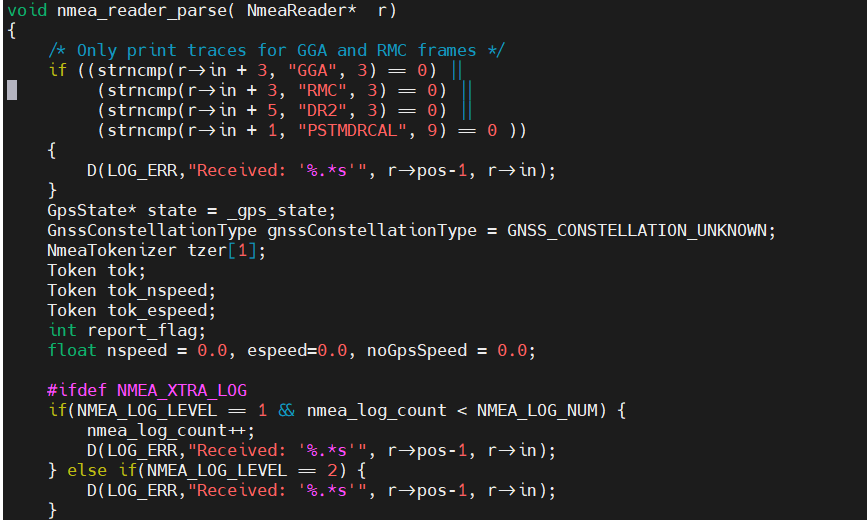 void nmea_reader_parse( NmeaReader*  r)
{
    /* Only print traces for GGA and RMC frames */
    if ((strncmp(r->in + 3, "GGA", 3) == 0) ||
         (strncmp(r->in + 3, "RMC", 3) == 0) ||
         (strncmp(r->in + 5, "DR2", 3) == 0) ||
         (strncmp(r->in + 1, "PSTMDRCAL", 9) == 0 ))
    {
        D(LOG_ERR,"Received: '%.*s'", r->pos-1, r->in);
    }
    GpsState* state = _gps_state;
    GnssConstellationType gnssConstellationType = GNSS_CONSTELLATION_UNKNOWN;
    NmeaTokenizer tzer[1];
    Token tok;
    Token tok_nspeed;
    Token tok_espeed;
    int report_flag;
    float nspeed = 0.0, espeed=0.0, noGpsSpeed = 0.0;

    #ifdef NMEA_XTRA_LOG
    if(NMEA_LOG_LEVEL == 1 && nmea_log_count < NMEA_LOG_NUM) {
        nmea_log_count++;
        D(LOG_ERR,"Received: '%.*s'", r->pos-1, r->in);
    } else if(NMEA_LOG_LEVEL == 2) {
        D(LOG_ERR,"Received: '%.*s'", r->pos-1, r->in);
    }